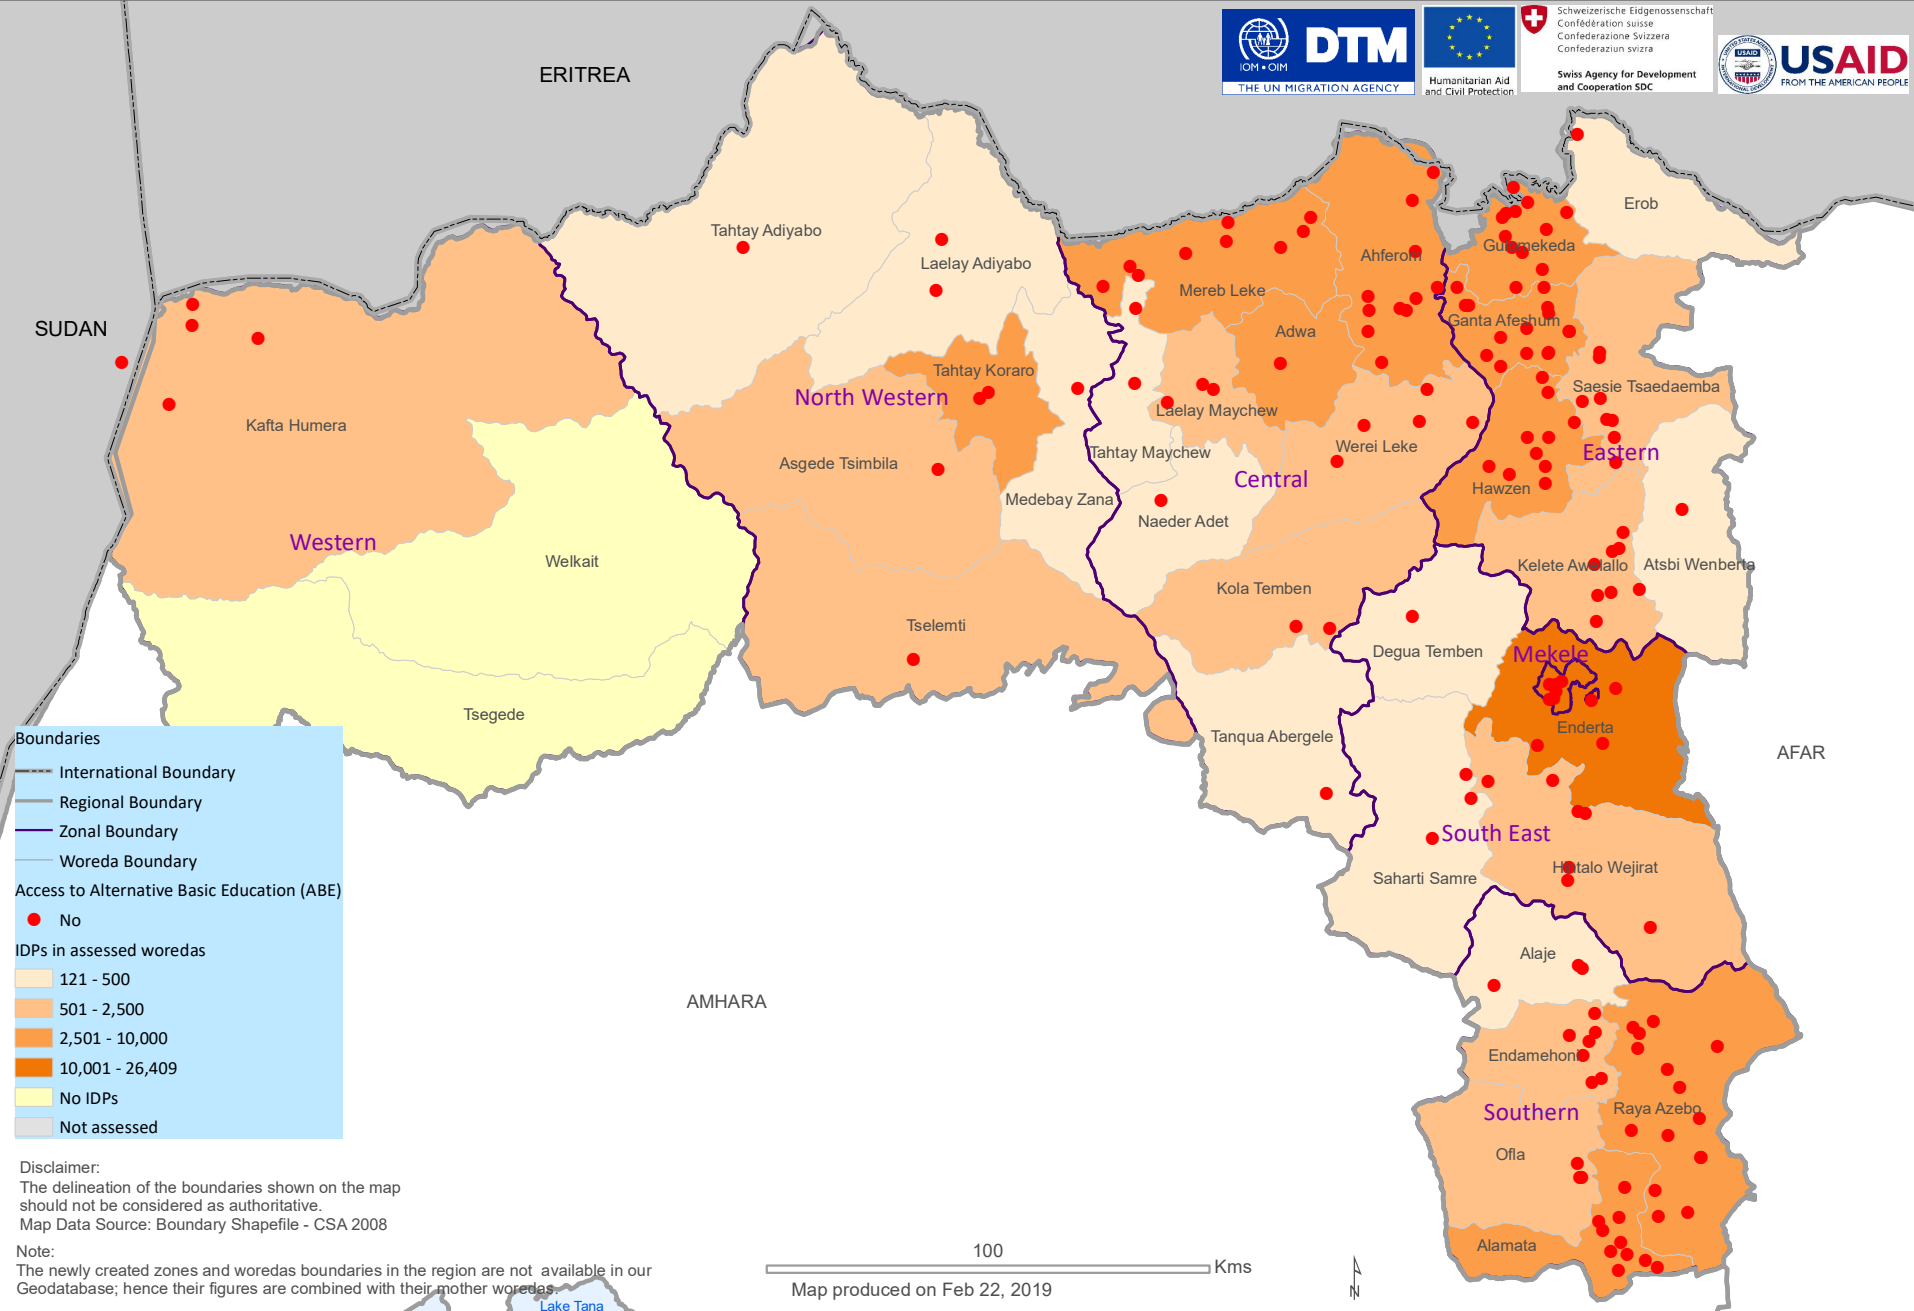 IOM • OIM
DTM
THE UN MIGRATION AGENCY
Humanitarian Aid
and Civil Protection
Schweizerische Eidgenossenschaft
Confédération suisse
Confederazione Svizzera
Confederaziun svizra
Swiss Agency for Development
and Cooperation SDC
USAID
USAID
FROM THE AMERICAN PEOPLE
ERITREA
SUDAN
AFAR
AMHARA
Tahtay Adiyabo
Laelay Adiyabo
Erob
Gulomekeda
Ahferom
Mereb Leke
Adwa
Ganta Afeshum
Tahtay Koraro
North Western
Saesie Tsaedaemba
Laelay Maychew
Kafta Humera
Werei Leke
Tahtay Maychew
Eastern
Asgede Tsimbila
Central
Hawzen
Medebay Zana
Naeder Adet
Western
Welkait
Kelete Awelallo
Atsbi Wenberta
Kola Temben
Tselemti
Degua Temben
Mekele
Tsegede
Enderta
Tanqua Abergele
South East
Hintalo Wejirat
Saharti Samre
Alaje
Endamehoni
Southern
Raya Azebo
Ofla
Alamata
Boundaries
International Boundary
Regional Boundary
Zonal Boundary
Woreda Boundary
Access to Alternative Basic Education (ABE)
No
IDPs in assessed woredas
121 - 500
501 - 2,500
2,501 - 10,000
10,001 - 26,409
No IDPs
Not assessed
Disclaimer:
The delineation of the boundaries shown on the map
should not be considered as authoritative.
Map Data Source: Boundary Shapefile - CSA 2008
Note:
The newly created zones and woredas boundaries in the region are not available in our
Geodatabase; hence their figures are combined with their mother woredas.
Lake Tana
100
Kms
Map produced on Feb 22, 2019
N